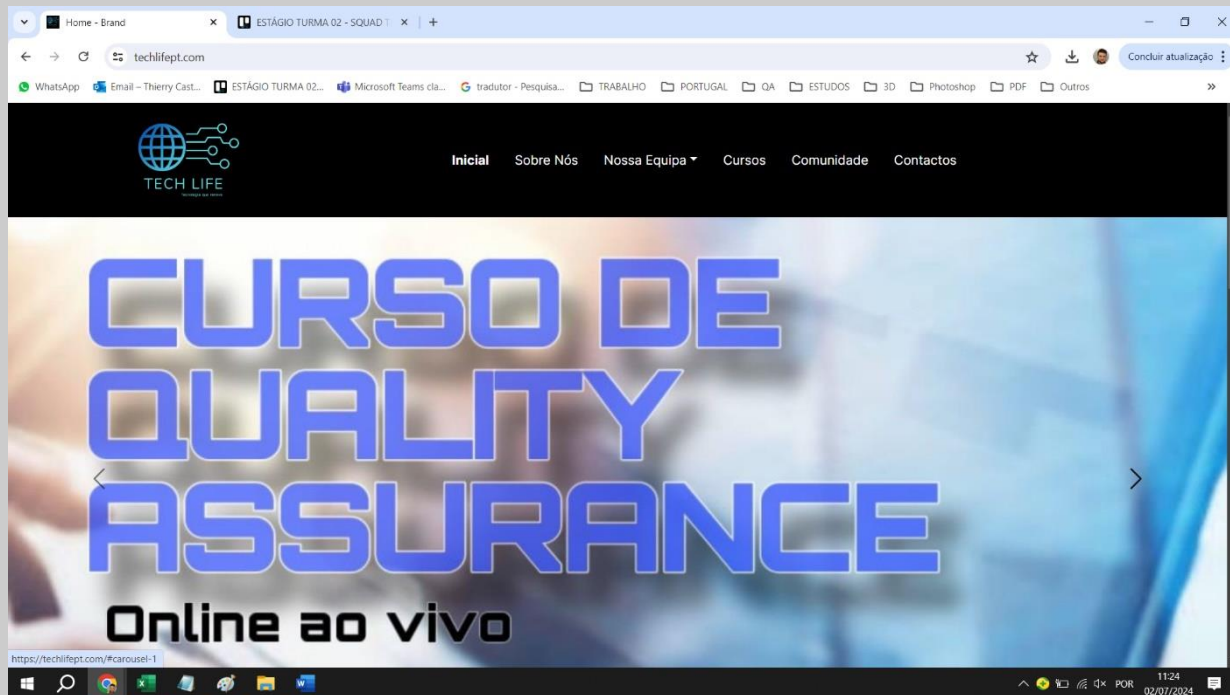 Home - Brand
ESTÁGIO TURMA 02 - SQUAD 1
techlifept.com
Concluir atualização
WhatsApp
Email – Thierry Cast...
ESTÁGIO TURMA 02...
Microsoft Teams cla...
tradutor - Pesquisa...
TRABALHO
PORTUGAL
QA
ESTUDOS
3D
Photoshop
PDF
Outros
TECH LIFE
Inicial
Sobre Nós
Nossa Equipa
Cursos
Comunidade
Contactos
CURSO DE
QUALITY
ASSURANCE
Online ao vivo
https://techlifept.com/#carousel-1
POR
11:24
02/07/2024